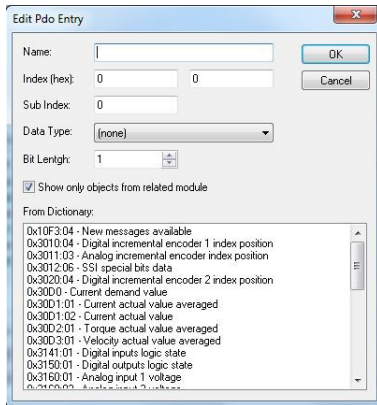 Edit Pdo Entry
Name:
OK
Index (hex): 0 0
Cancel
Sub Index: 0
Data Type: (none)
Bit Lentgh: 1
Show only objects from related module
From Dictionary:
0x10F3:04 - New messages available
0x3010:04 - Digital incremental encoder 1 index position
0x3011:03 - Analog incremental encoder index position
0x3012:06 - SSI special bits data
0x3020:04 - Digital incremental encoder 2 index position
0x30D0 - Current demand value
0x30D1:01 - Current actual value averaged
0x30D1:02 - Current actual value
0x30D2:01 - Torque actual value averaged
0x30D3:01 - Velocity actual value averaged
0x3141:01 - Digital inputs logic state
0x3150:01 - Digital outputs logic state
0x3160:01 - Analog input 1 voltage